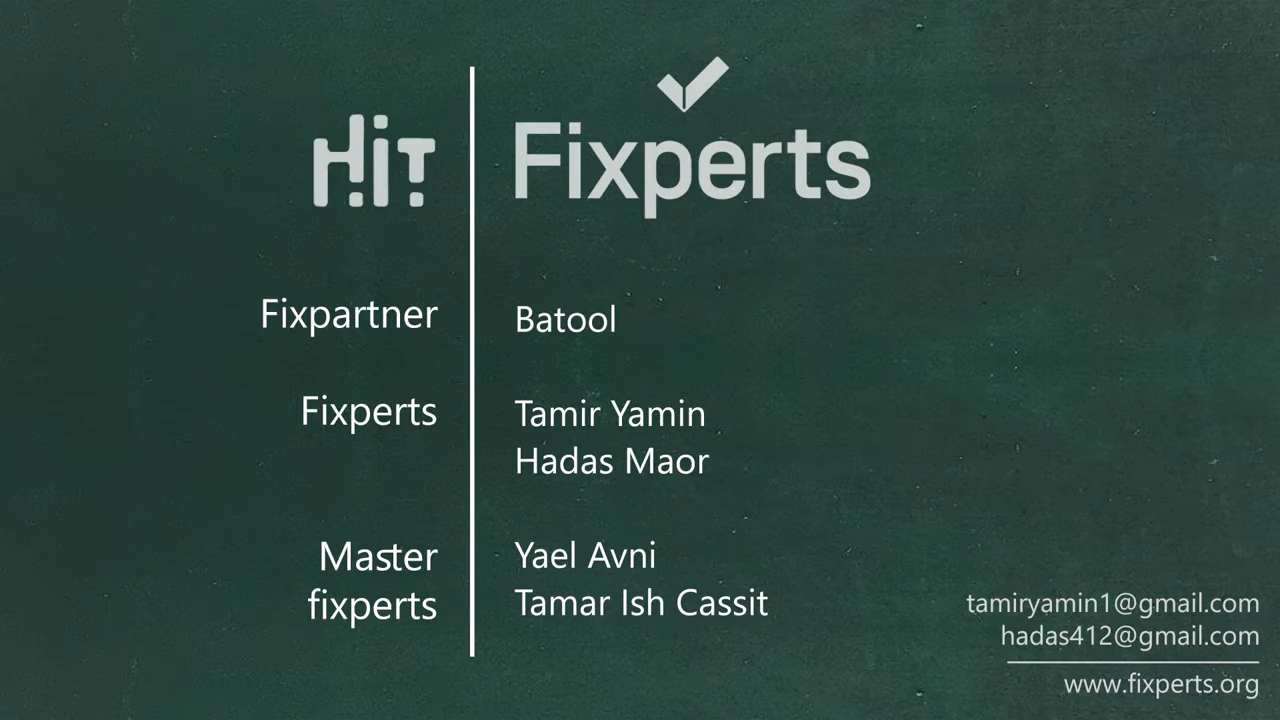 HiT
Fixperts
Fixpartner
Batool
Fixperts
Tamir Yamin
Hadas Maor
Master
fixperts
Yael Avni
Tamar Ish Cassit
tamiryamin1@gmail.com
hadas412@gmail.com
www.fixperts.org